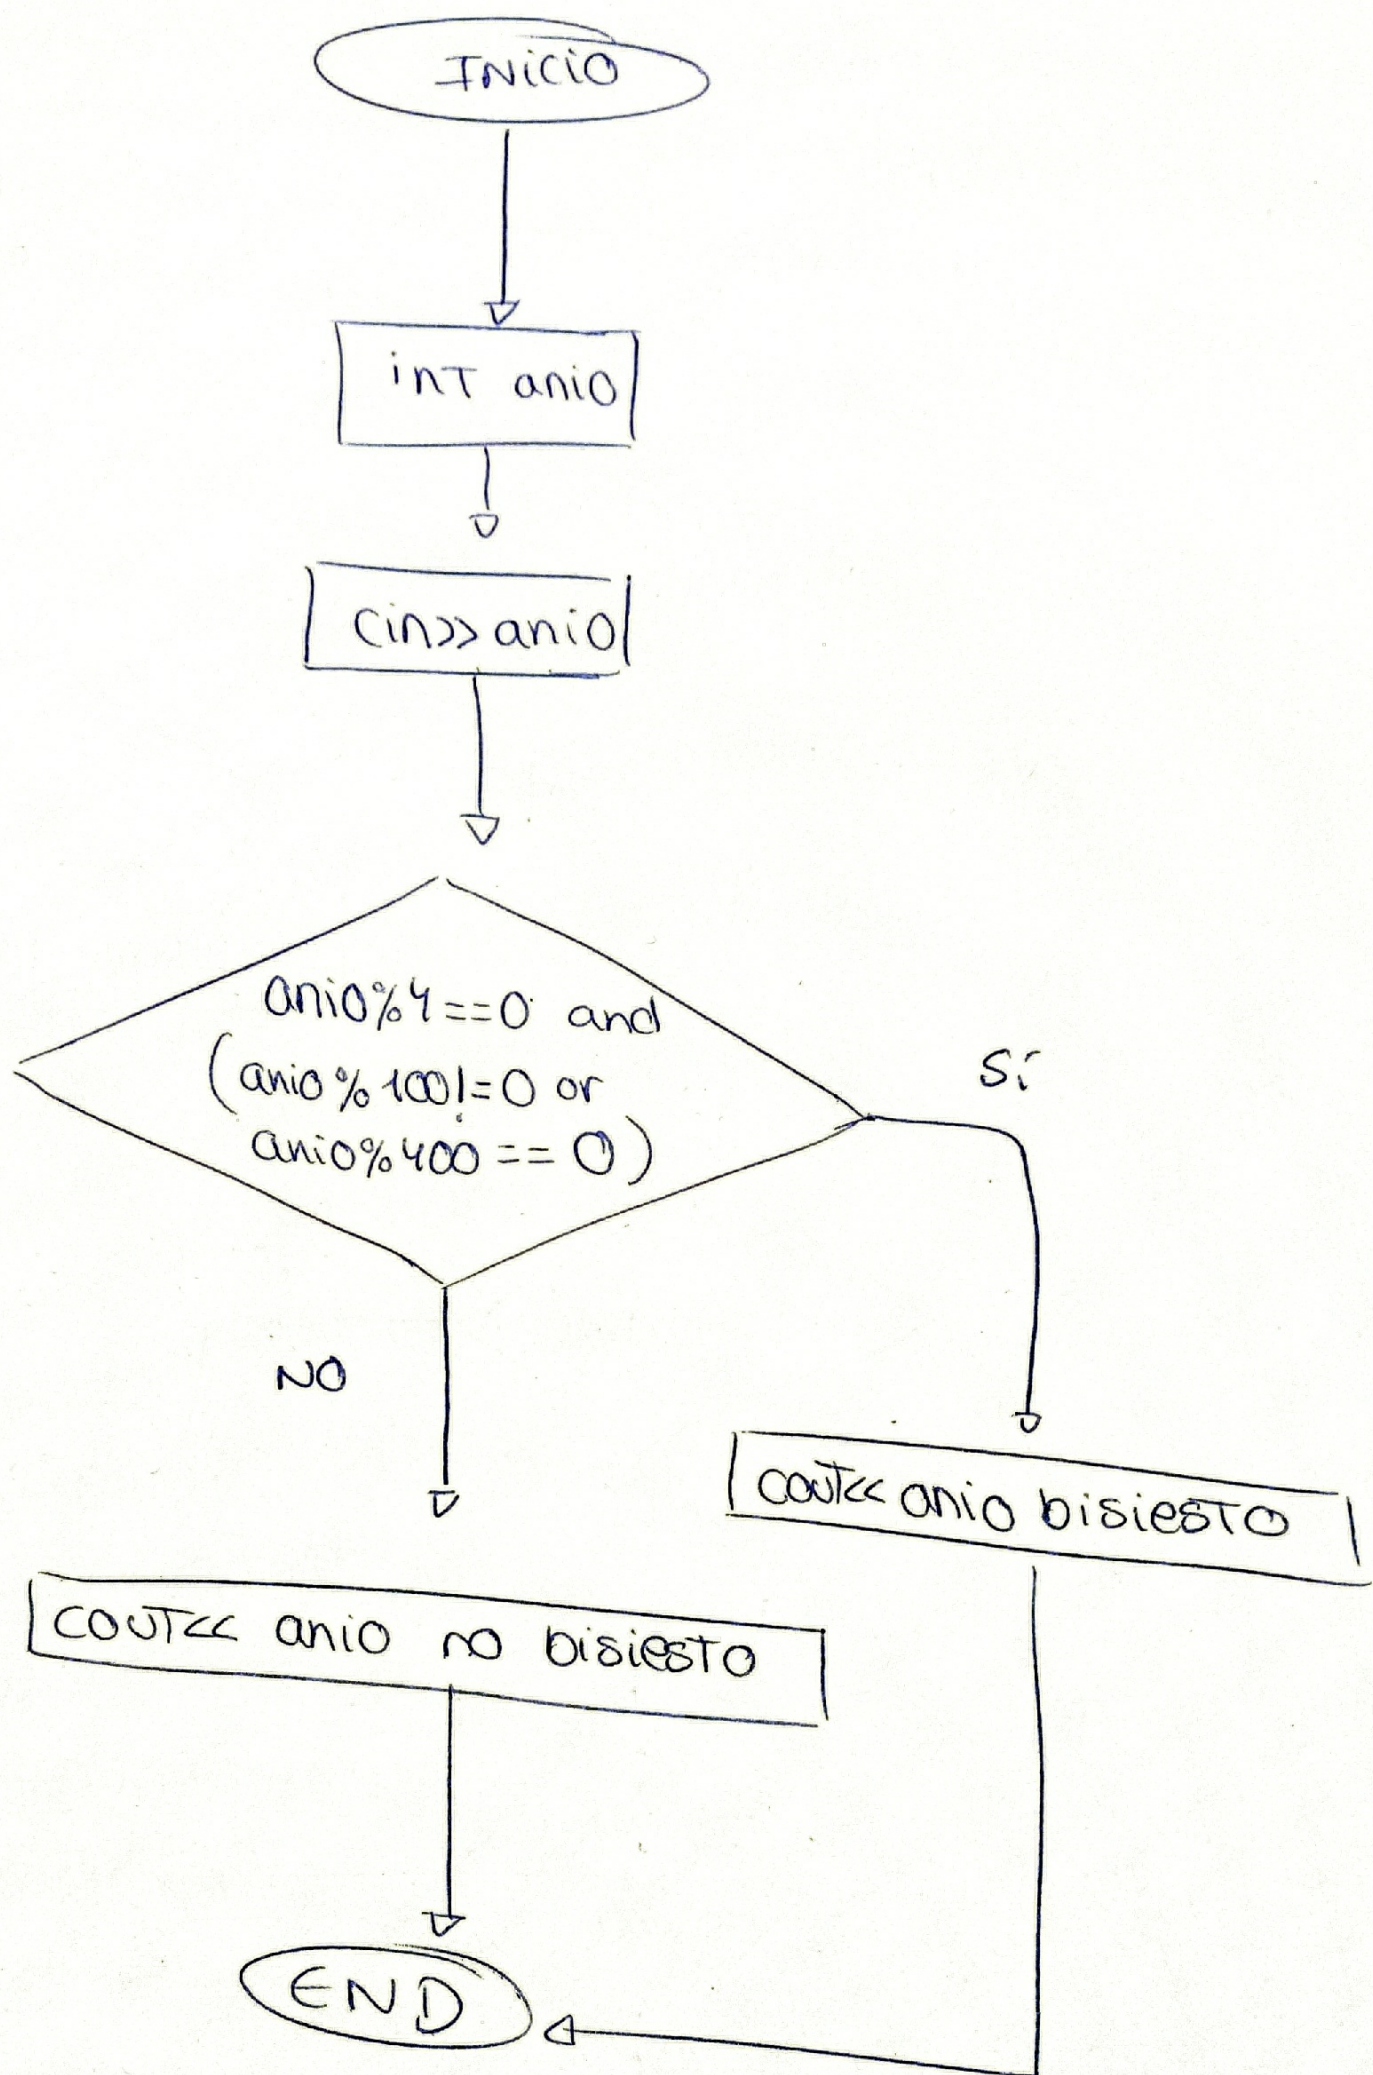 INICIO
int anio
cin>> anio
anio%4==0 and
(anio%100!=0 or
anio%400==0)
Sí
NO
cout<< anio bisiesto
cout<< anio no bisiesto
END